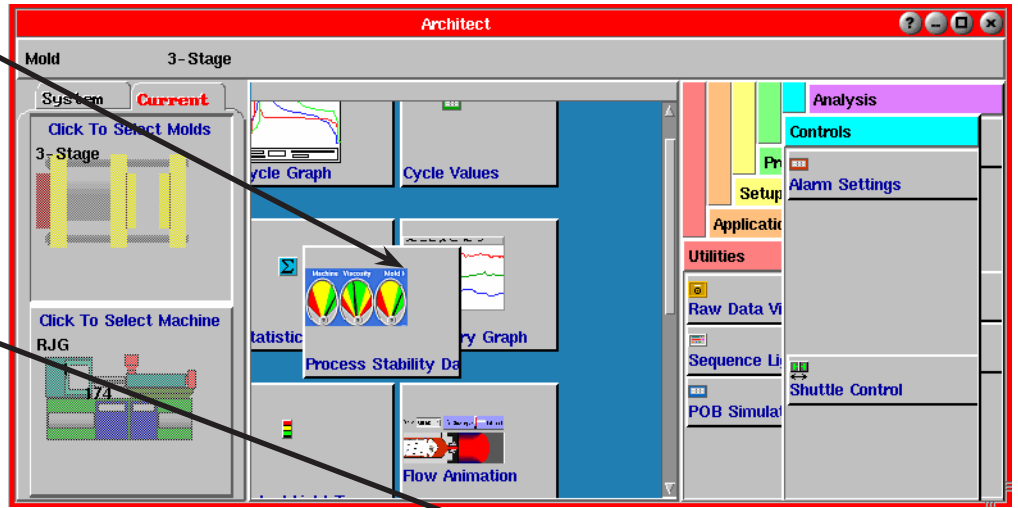 Architect
Mold 3-Stage
System Current
Click To Select Molds
3-Stage
Click To Select Machine
RJG
174
ycle Graph
Cycle Values
Σ
Machine Viscosity Mold
tatistic
ry Graph
Process Stability Da
Flow Animation
Analysis
Controls
Pr
Alarm Settings
Setup
Applicatio
Utilities
Raw Data Vi
Sequence Li
Shuttle Control
POB Simulat